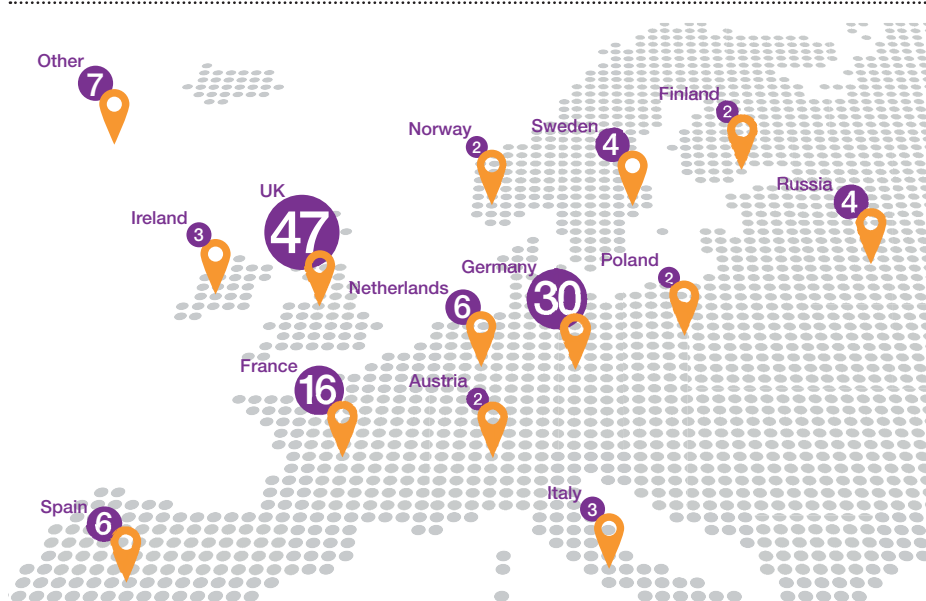 Other
7
Finland
2
Norway
2
Sweden
4
Russia
4
UK
47
Ireland
3
Germany
30
Poland
2
Netherlands
6
France
16
Austria
2
Spain
6
Italy
3